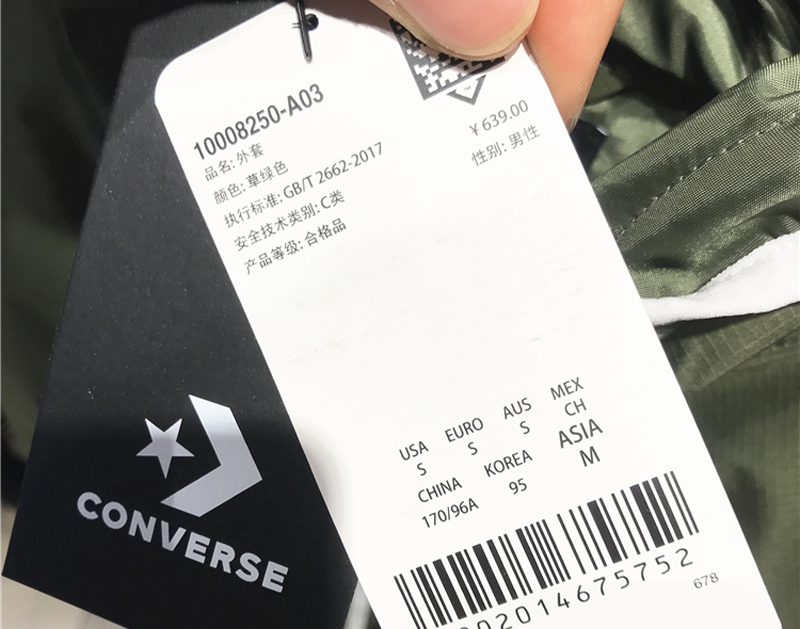 10008250-A03
品名: 外套
颜色: 草绿色
执行标准: GB/T 2662-2017
安全技术类别: C类
产品等级: 合格品
¥639.00
性别: 男性
USA EURO AUS MEX
S S S CH
CHINA KOREA ASIA
170/96A 95 M
2014675752
678
CONVERSE